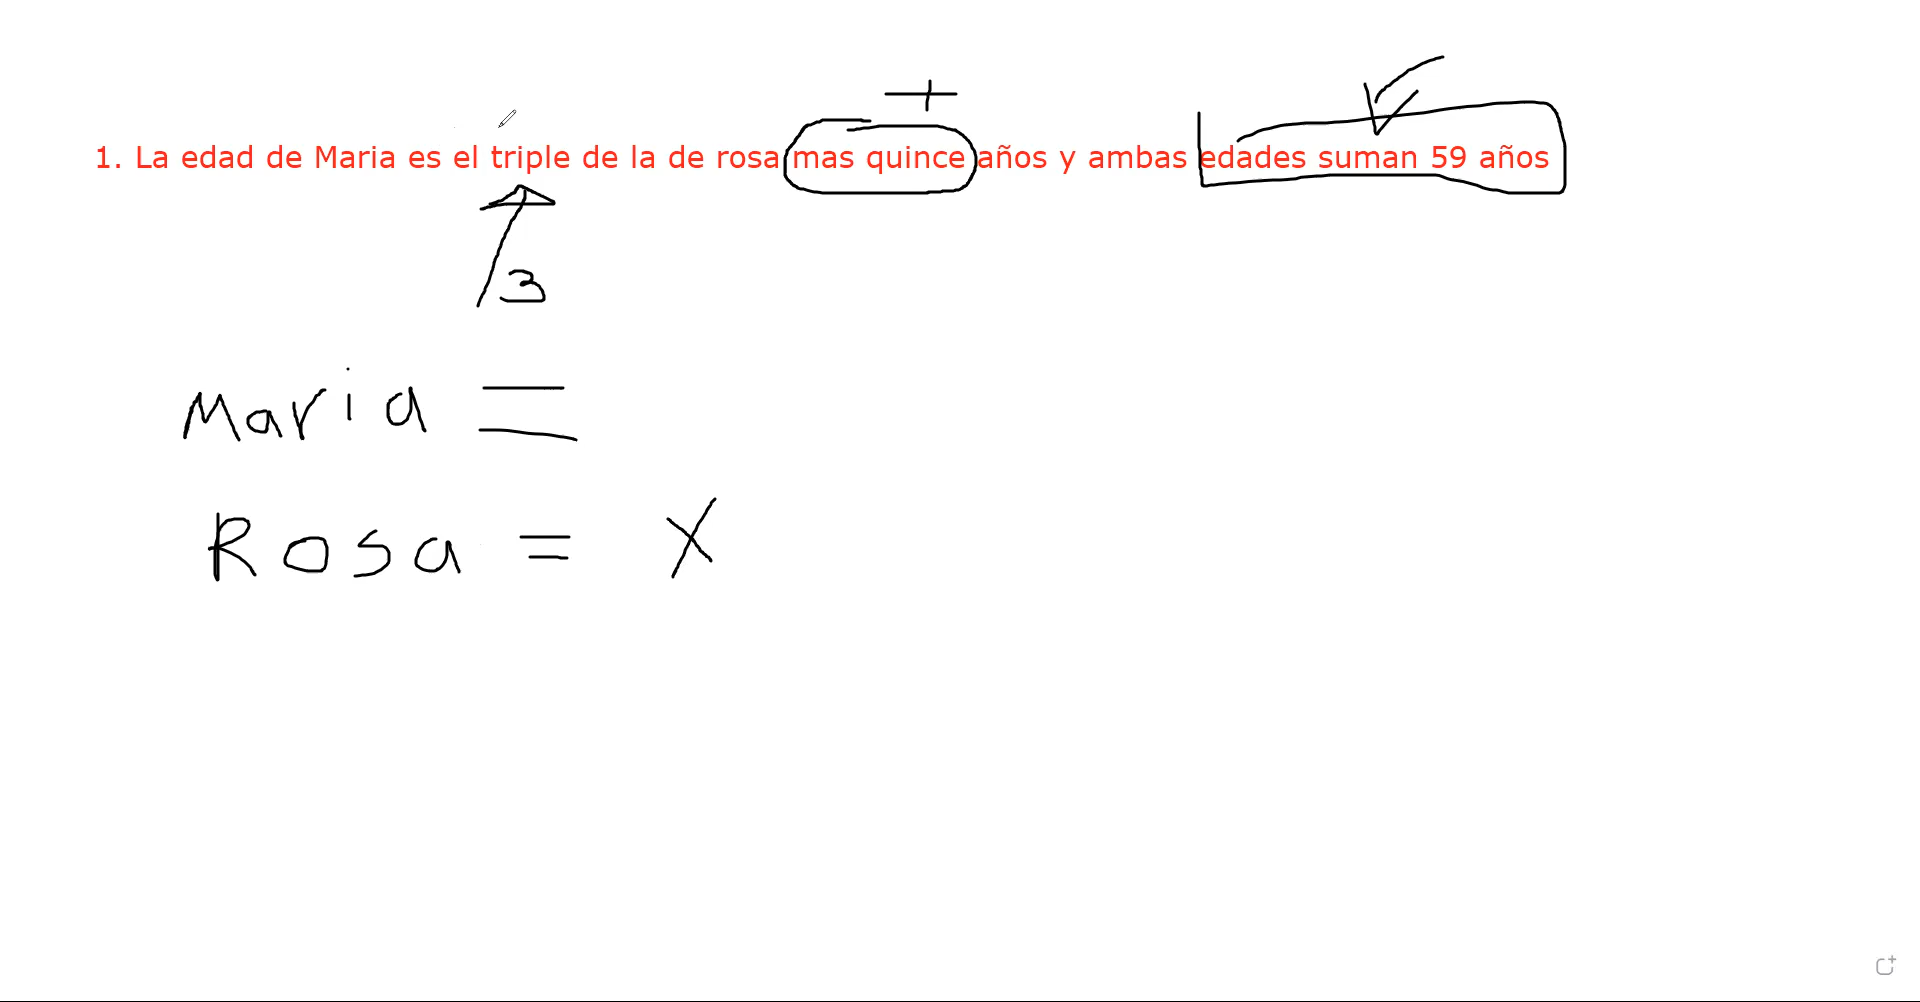 +
1. La edad de Maria es el triple de la de rosa mas quince años y ambas edades suman 59 años
3
Maria =
Rosa = X